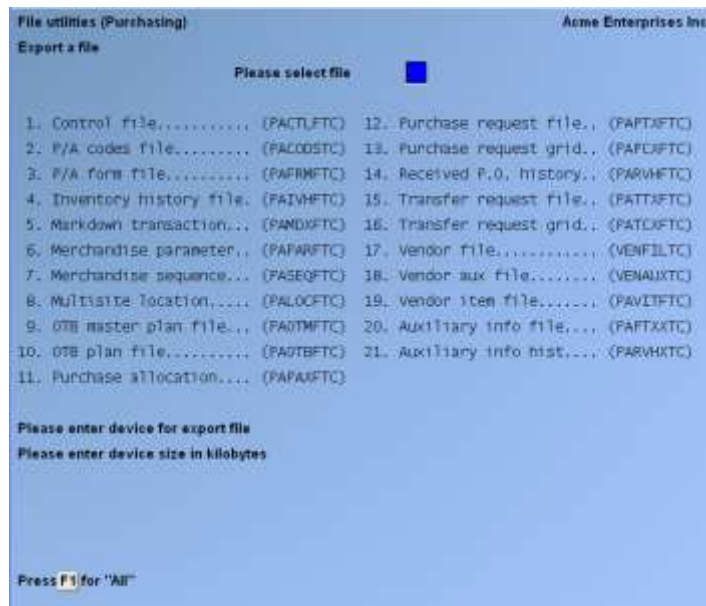 File utilities (Purchasing) Acme Enterprises Inc
Export a file
Please select file
1. Control file........... (PACTLFTC) 12. Purchase request file.. (PAPTXFTC)
2. P/A codes file......... (PACODSTC) 13. Purchase request grid.. (PAPCXFTC)
3. P/A form file.......... (PAFRMFTC) 14. Received P.O. history.. (PARVHFTC)
4. Inventory history file. (PAIVHFTC) 15. Transfer request file.. (PATTXFTC)
5. Markdown transaction... (PAMDXFTC) 16. Transfer request grid.. (PATCXFTC)
6. Merchandise parameter.. (PAPARFTC) 17. Vendor file............ (VENFILTC)
7. Merchandise sequence... (PASEQFTC) 18. Vendor aux file........ (VENAUXTC)
8. Multisite location..... (PALOCFTC) 19. Vendor item file....... (PAVITFTC)
9. OTB master plan file... (PAOTMFTC) 20. Auxiliary info file.... (PAPTXXTC)
10. OTB plan file.......... (PAOTBFTC) 21. Auxiliary info hist.... (PARVHXTC)
11. Purchase allocation.... (PAPAXFTC)
Please enter device for export file
Please enter device size in kilobytes
Press F1 for "All"